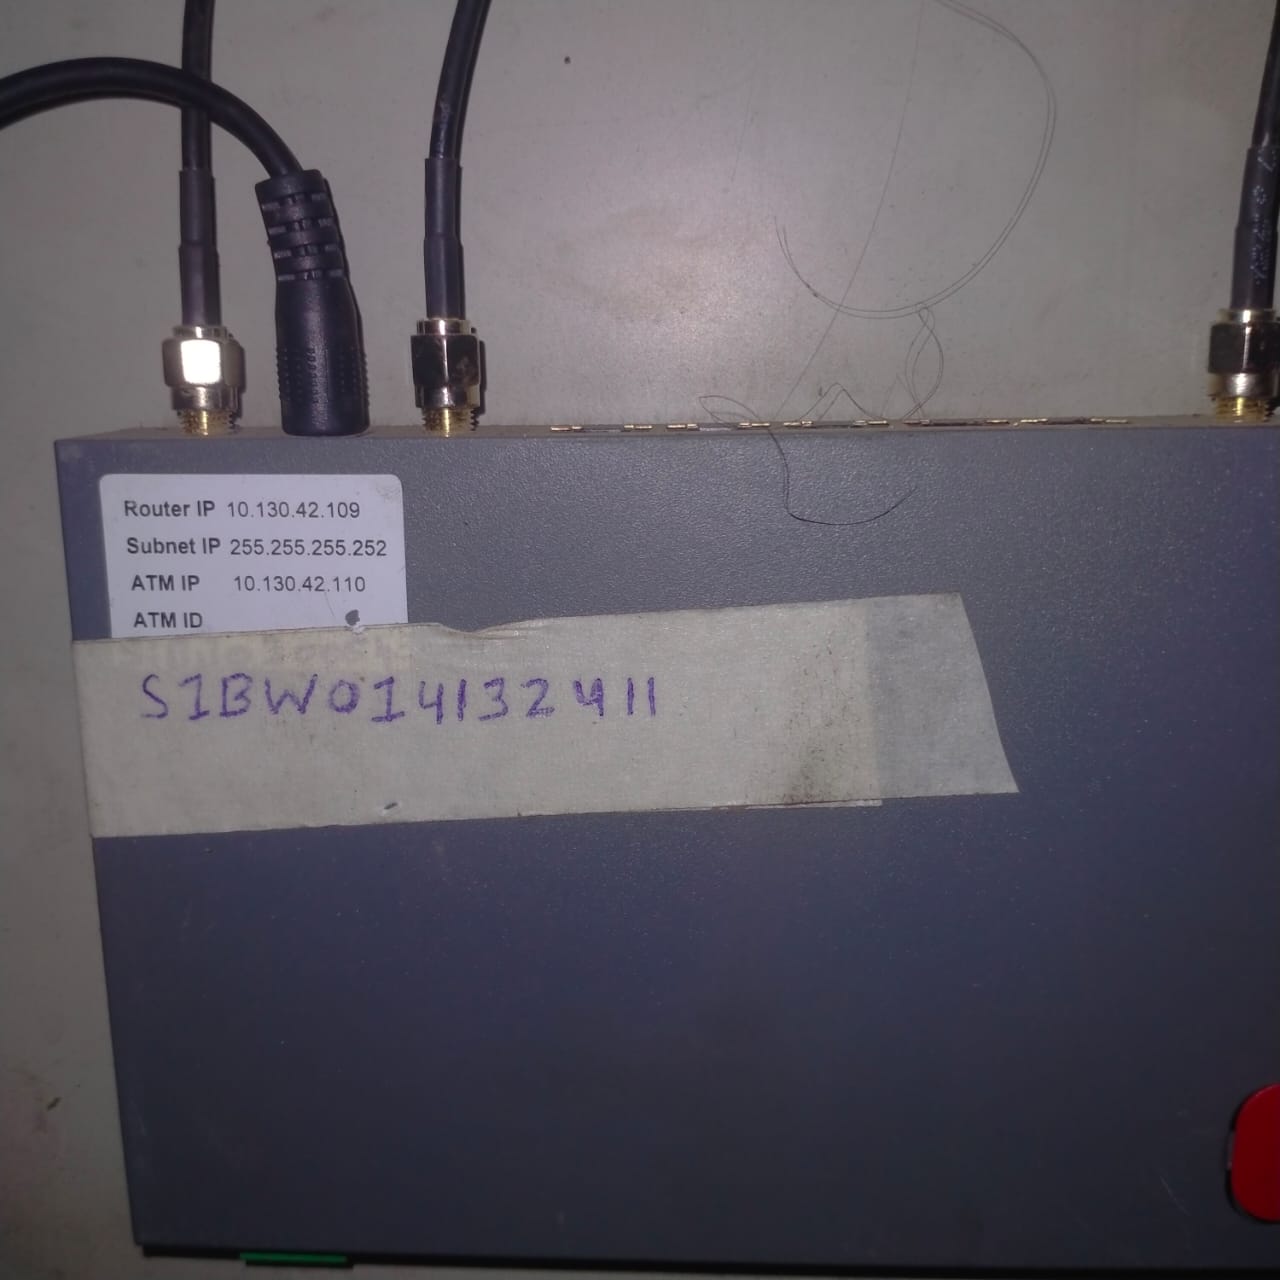 Router IP 10.130.42.109
Subnet IP 255.255.255.252
ATM IP 10.130.42.110
ATM ID
S1BW014132411